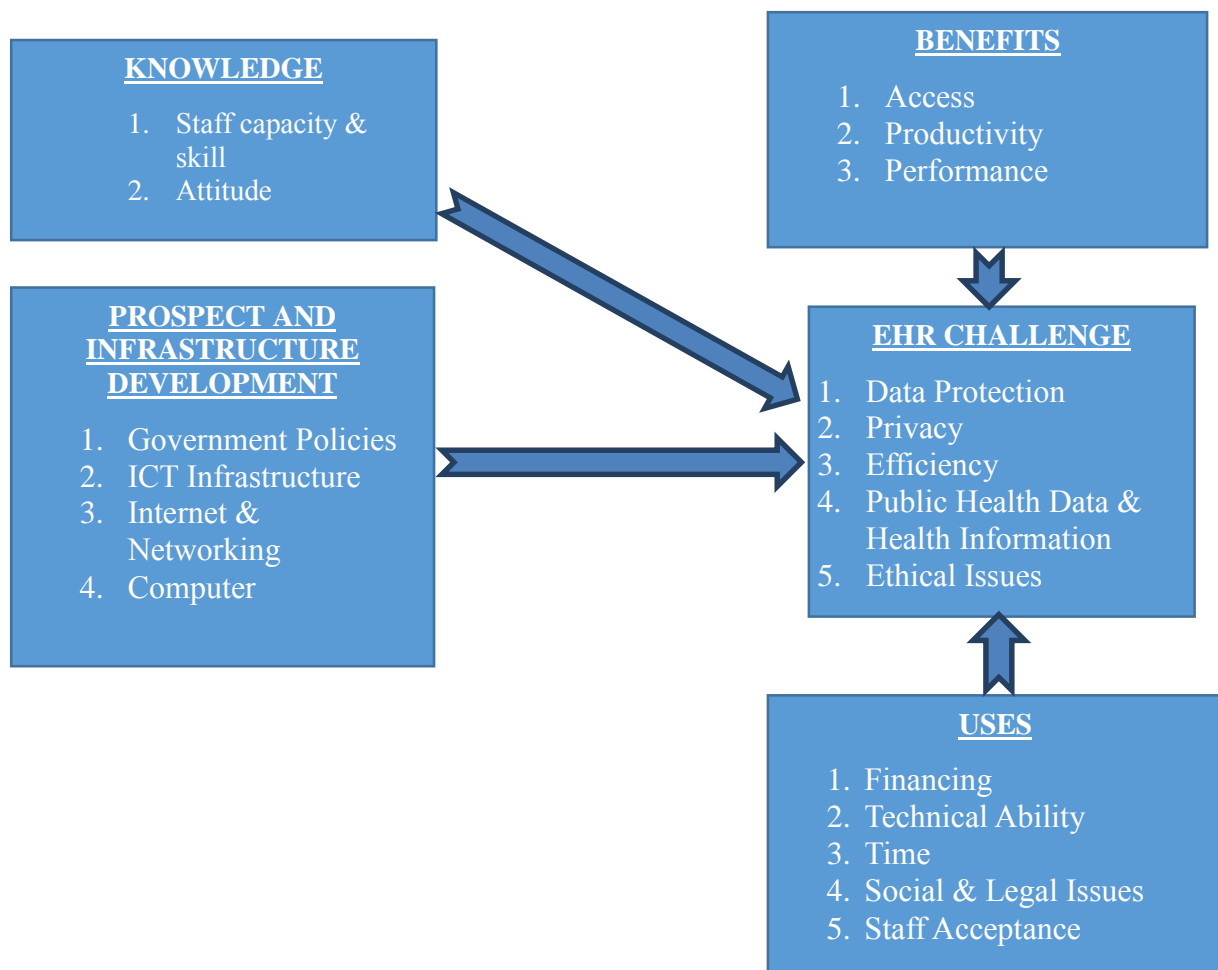 KNOWLEDGE
1. Staff capacity &
skill
2. Attitude
BENEFITS
1. Access
2. Productivity
3. Performance
PROSPECT AND
INFRASTRUCTURE
DEVELOPMENT
1. Government Policies
2. ICT Infrastructure
3. Internet &
Networking
4. Computer
EHR CHALLENGE
1. Data Protection
2. Privacy
3. Efficiency
4. Public Health Data &
Health Information
5. Ethical Issues
USES
1. Financing
2. Technical Ability
3. Time
4. Social & Legal Issues
5. Staff Acceptance